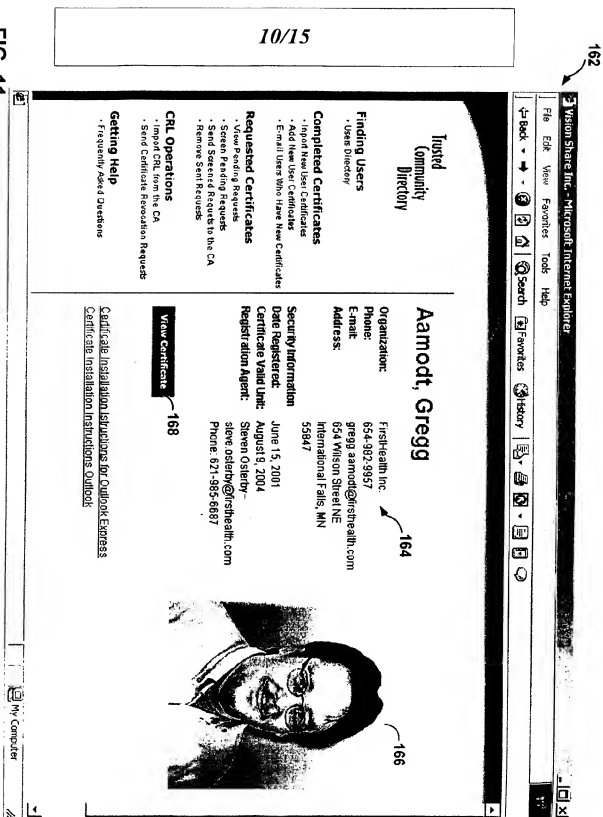 10/15
162
Vision Share Inc. - Microsoft Internet Explorer
File Edit View Favorites Tools Help
Back Search Favorites History
Trusted
Community
Directory
Finding Users
· Users Directory
Completed Certificates
· Import New User Certificates
· Add New User Certificates
· E-mail Users Who Have New Certificates
Requested Certificates
· View Pending Requests
· Screen Pending Requests
· Send Screened Requets to the CA
· Remove Sent Requests
CRL Operations
· Import CRL from the CA
· Send Certificate Revocation Requests
Getting Help
· Frequently Asked Questions
Aamodt, Gregg
Organization: FirstHealth Inc.
Phone: 654-982-9957
E-mail: gregg.aamodt@firsthealth.com
Address: 654 Wilson Street NE
International Falls, MN
55847
164
Security Information
Date Registered: June 15, 2001
Certificate Valid Until: August 9, 2004
Registration Agent: Steven Osterby-
steve.osterby@firsthealth.com
Phone: 621-985-6687
View Certificate
168
Certificate Installation Istructions for Outlook Express
Certificate Installation Instructions Outlook
166
My Computer
FIG. 11